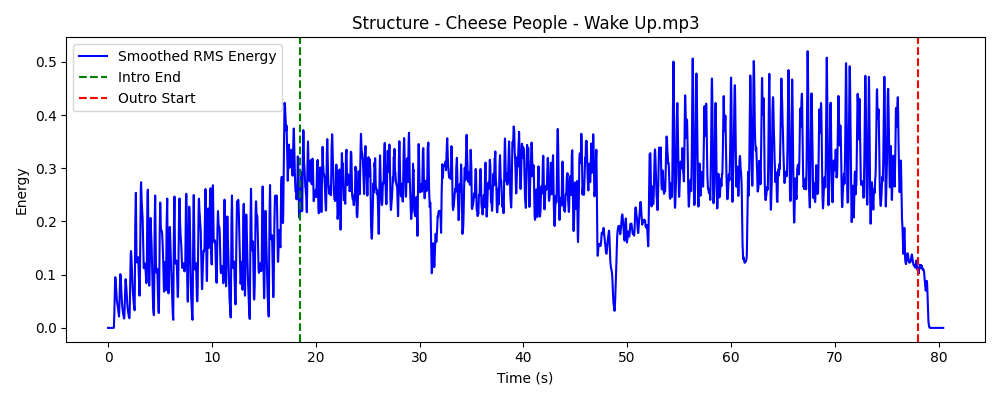 Structure - Cheese People - Wake Up.mp3
Smoothed RMS Energy
Intro End
Outro Start
Energy
0.5
0.4
0.3
0.2
0.1
0.0
0 10 20 30 40 50 60 70 80
Time (s)